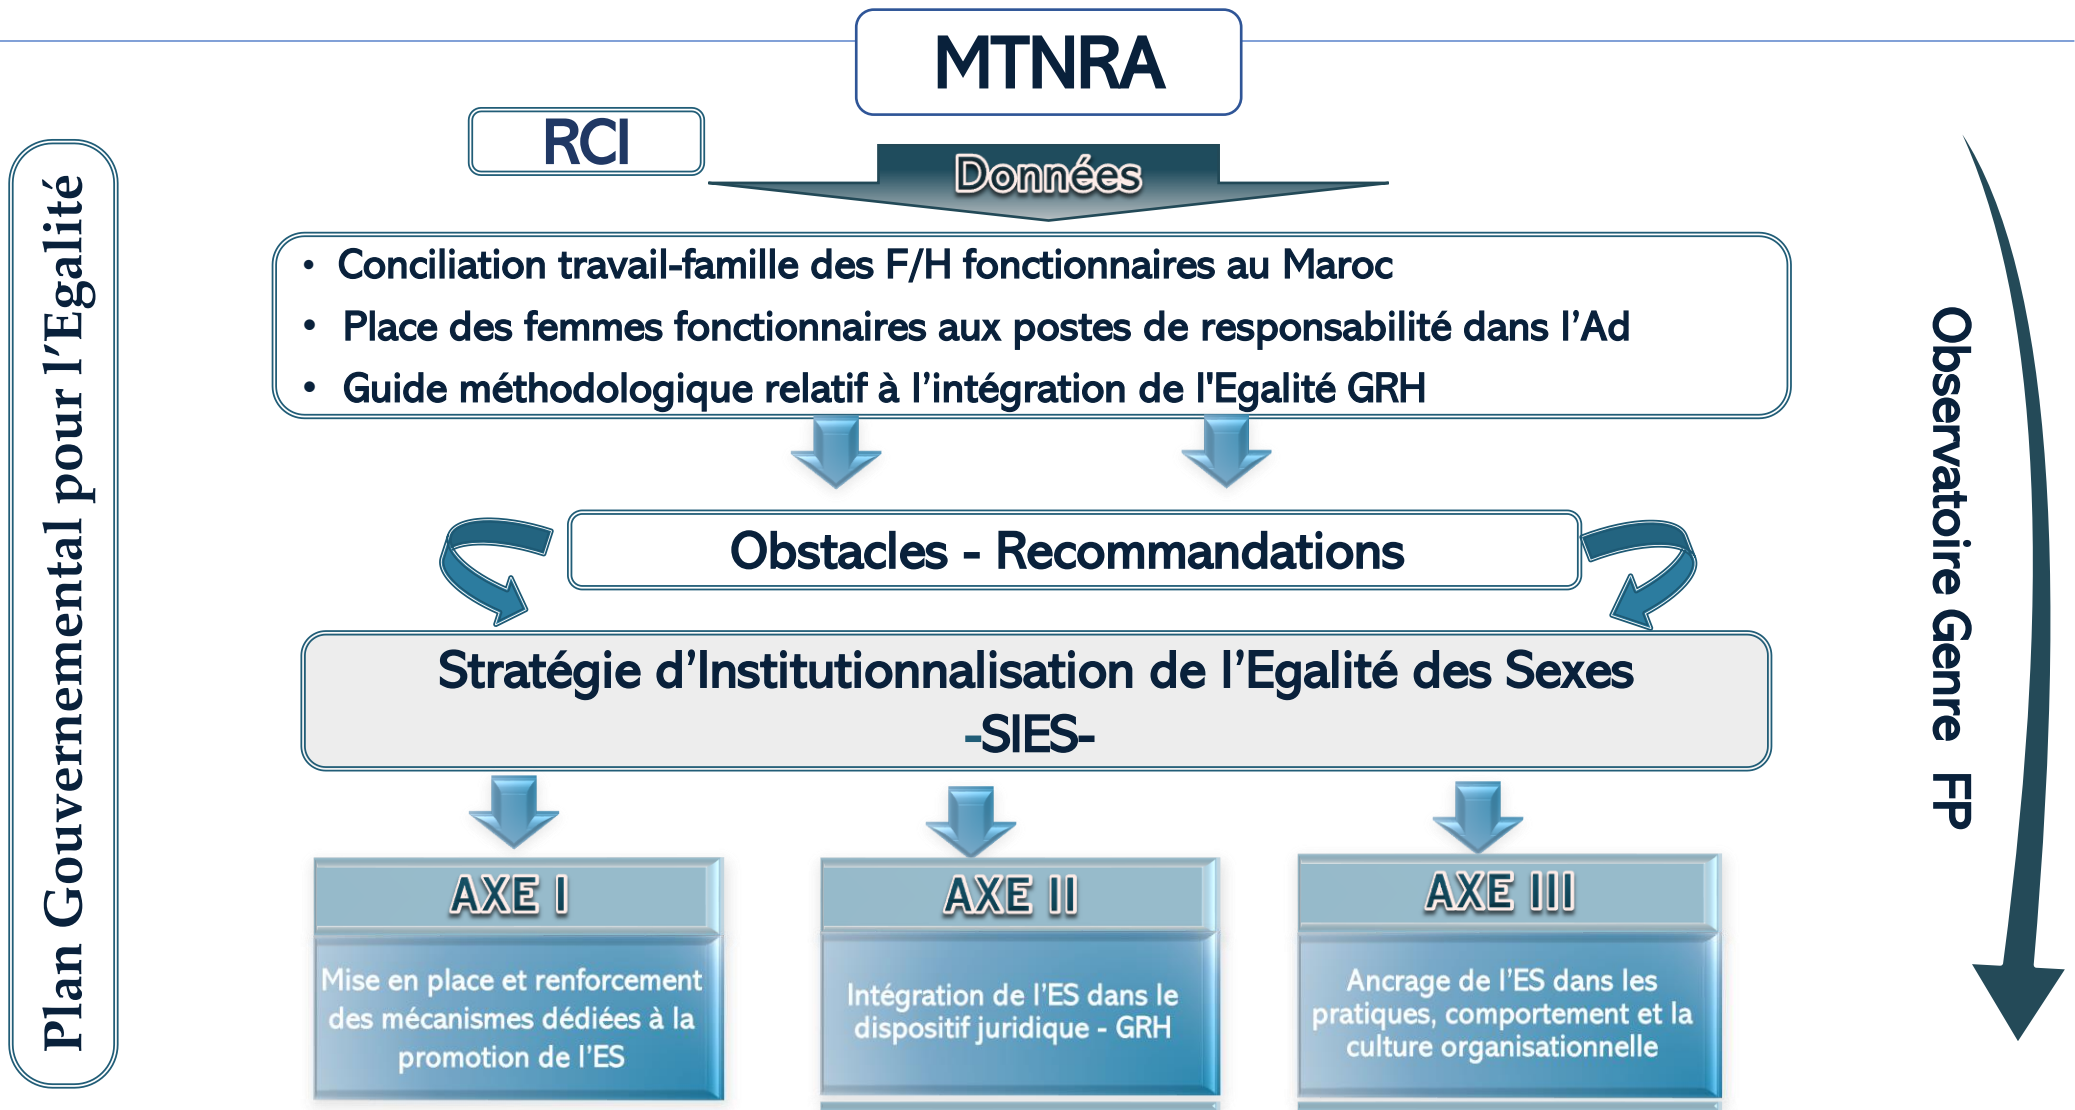 MTNRA
RCI
Données
Plan Gouvernemental pour l’Egalité
• Conciliation travail-famille des F/H fonctionnaires au Maroc
• Place des femmes fonctionnaires aux postes de responsabilité dans l’Ad
• Guide méthodologique relatif à l’intégration de l'Egalité GRH
Obstacles - Recommandations
Stratégie d’Institutionnalisation de l’Egalité des Sexes
-SIES-
AXE I
Mise en place et renforcement
des mécanismes dédiées à la
promotion de l’ES
AXE II
Intégration de l’ES dans le
dispositif juridique - GRH
AXE III
Ancrage de l’ES dans les
pratiques, comportement et la
culture organisationnelle
Observatoire Genre FP